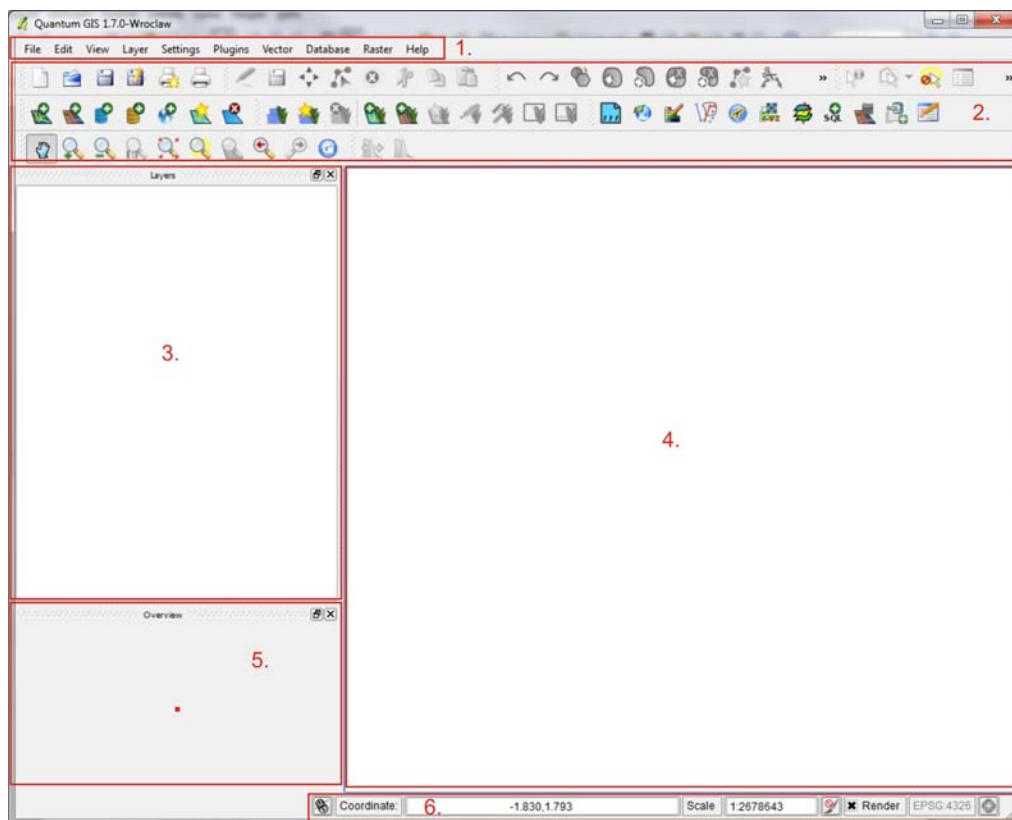 Quantum GIS 1.7.0-Wroclaw
File Edit View Layer Settings Plugins Vector Database Raster Help 1.
» »
SQL 2.
Layers
3.
4.
Overview
5.
Coordinate: 6. -1.830,1.793 Scale 1:2678643 Render EPSG:4326